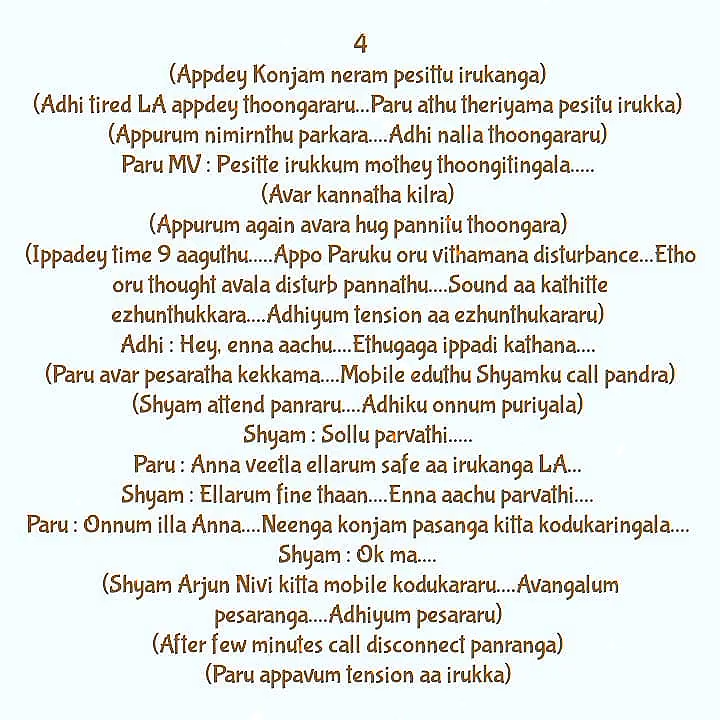 4
(Appdey Konjam neram pesittu irukanga)
(Adhi tired LA appdey thoongararu...Paru athu theriyama pesitu irukka)
(Appurum nimirnthu parkara....Adhi nalla thoongararu)
Paru MV : Pesitte irukkum mothey thoongitingala.....
(Avar kannatha kilra)
(Appurum again avara hug pannitu thoongara)
(Ippadey time 9 aaguthu.....Appo Paruku oru vithamana disturbance...Etho
oru thought avala disturb pannathu....Sound aa kathitte
ezhunthukkara....Adhiyum tension aa ezhunthukararu)
Adhi : Hey, enna aachu....Ethugaga ippadi kathana....
(Paru avar pesaratha kekkama....Mobile eduthu Shyamku call pandra)
(Shyam attend panraru....Adhiku onnum puriyala)
Shyam : Sollu parvathi.....
Paru : Anna veetla ellarum safe aa irukanga LA...
Shyam : Ellarum fine thaan....Enna aachu parvathi....
Paru : Onnum illa Anna....Neenga konjam pasanga kitta kodukaringala....
Shyam : Ok ma....
(Shyam Arjun Nivi kitta mobile kodukararu....Avangalum
pesaranga....Adhiyum pesararu)
(After few minutes call disconnect panranga)
(Paru appavum tension aa irukka)